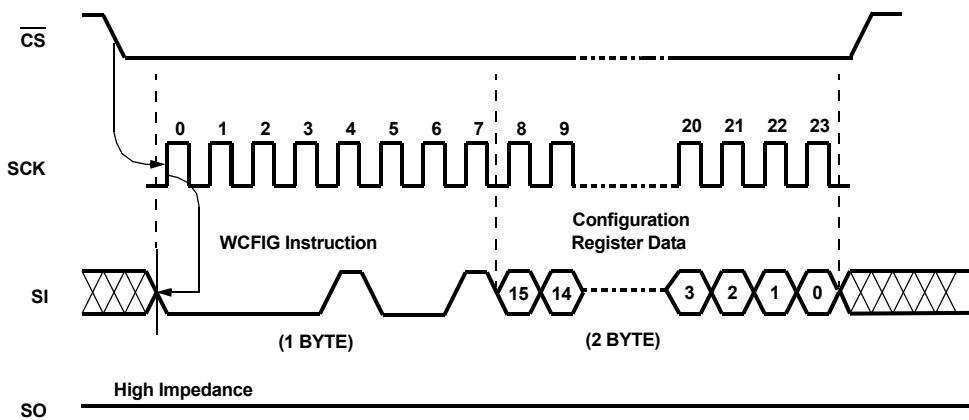 CS
0 1 2 3 4 5 6 7 8 9 20 21 22 23
SCK
WCFIG Instruction
Configuration
Register Data
SI
15 14 3 2 1 0
(1 BYTE) (2 BYTE)
High Impedance
SO